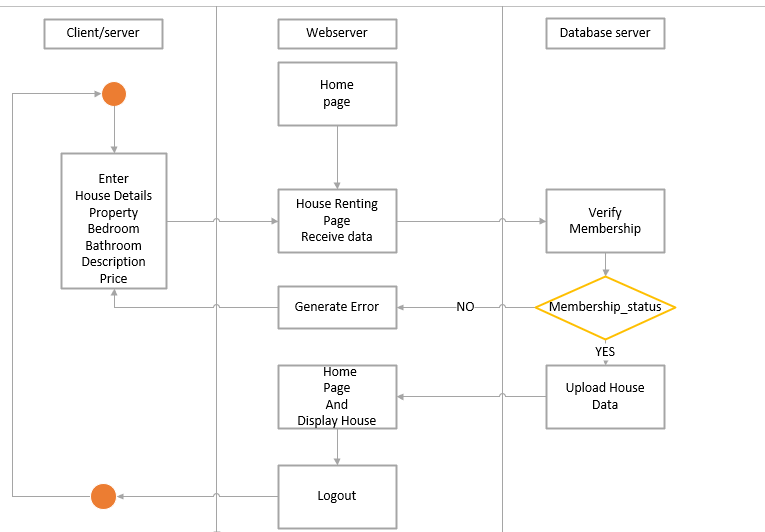 Client/server
Webserver
Database server
Home
page
Enter
House Details
Property
Bedroom
Bathroom
Description
Price
House Renting
Page
Receive data
Verify
Membership
Generate Error
NO
Membership_status
YES
Home
Page
And
Display House
Upload House
Data
Logout